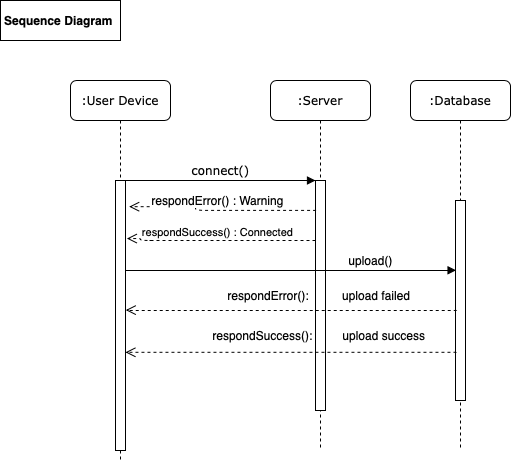 Sequence Diagram
:User Device
:Server
:Database
connect()
respondError() : Warning
respondSuccess() : Connected
upload()
respondError(): upload failed
respondSuccess(): upload success